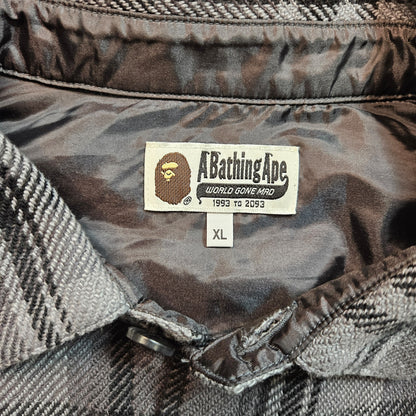 A Bathing Ape
WORLD GONE MAD
1993 TO 2093
®
XL